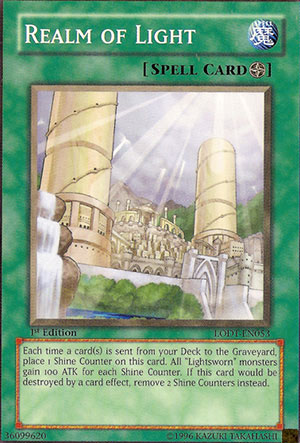 REALM OF LIGHT
[SPELL CARD]
1st Edition
LODT-EN053
Each time a card(s) is sent from your Deck to the Graveyard,
place 1 Shine Counter on this card. All "Lightsworn" monsters
gain 100 ATK for each Shine Counter. If this card would be
destroyed by a card effect, remove 2 Shine Counters instead.
36099620
©1996 KAZUKI TAKAHASHI